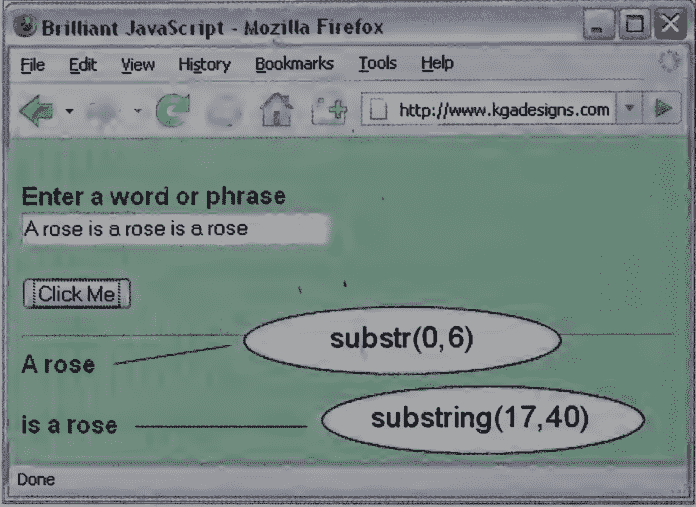 Brilliant JavaScript - Mozilla Firefox
File Edit View History Bookmarks Tools Help
http://www.kgadesigns.com
Enter a word or phrase
A rose is a rose is a rose
Click Me
substr(0,6)
A rose
substring(17,40)
is a rose
Done